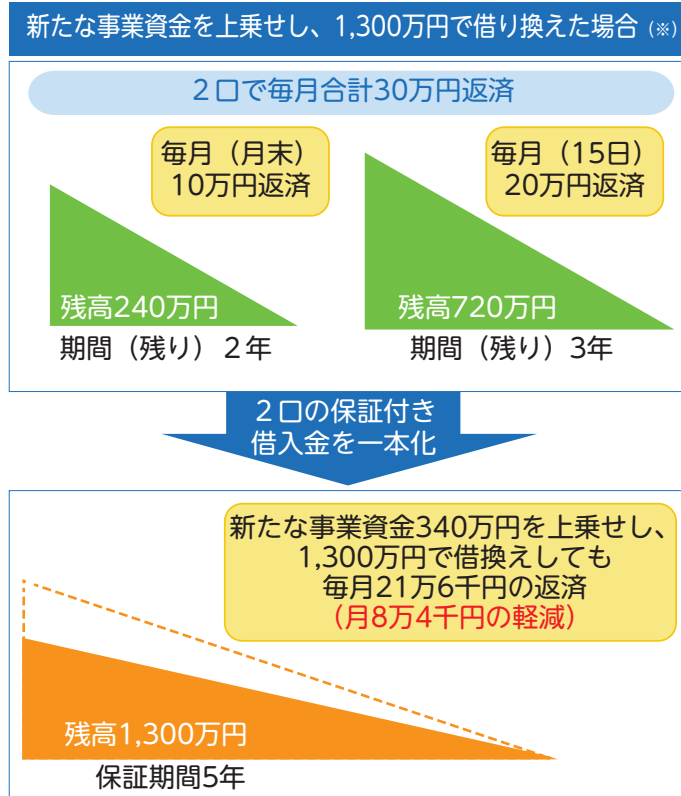 新たな事業資金を上乗せし、1,300万円で借り換えた場合（※）
２口で毎月合計30万円返済
毎月（月末）
10万円返済
毎月（15日）
20万円返済
残高240万円
期間（残り）２年
残高720万円
期間（残り）3年
２口の保証付き
借入金を一本化
新たな事業資金340万円を上乗せし、
1,300万円で借換えしても
毎月21万6千円の返済
（月8万4千円の軽減）
残高1,300万円
保証期間5年